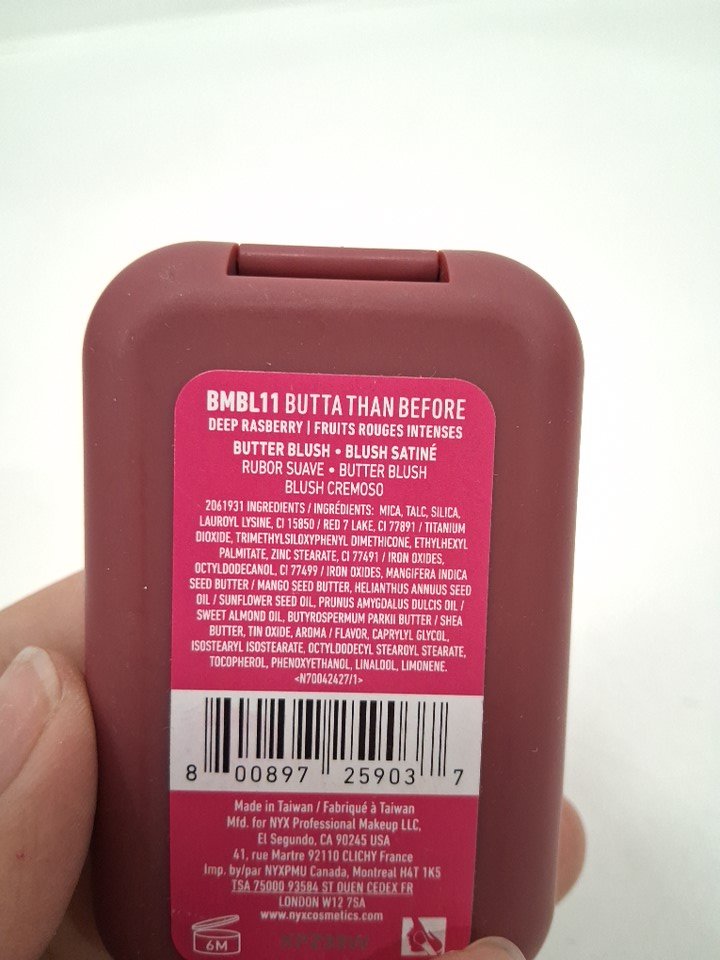 BMBL11 BUTTA THAN BEFORE
DEEP RASBERRY | FRUITS ROUGES INTENSES
BUTTER BLUSH • BLUSH SATINÉ
RUBOR SUAVE • BUTTER BLUSH
BLUSH CREMOSO
2061931 INGREDIENTS / INGRÉDIENTS: MICA, TALC, SILICA,
LAUROYL LYSINE, CI 15850 / RED 7 LAKE, CI 77891 / TITANIUM
DIOXIDE, TRIMETHYLSILOXYPHENYL DIMETHICONE, ETHYLHEXYL
PALMITATE, ZINC STEARATE, CI 77491 / IRON OXIDES,
OCTYLDODECANOL, CI 77499 / IRON OXIDES, MANGIFERA INDICA
SEED BUTTER / MANGO SEED BUTTER, HELIANTHUS ANNUUS SEED
OIL / SUNFLOWER SEED OIL, PRUNUS AMYGDALUS DULCIS OIL /
SWEET ALMOND OIL, BUTYROSPERMUM PARKII BUTTER / SHEA
BUTTER, TIN OXIDE, AROMA / FLAVOR, CAPRYLYL GLYCOL,
ISOSTEARYL ISOSTEARATE, OCTYLDODECYL STEAROYL STEARATE,
TOCOPHEROL, PHENOXYETHANOL, LINALOOL, LIMONENE.
<N70042427/1>
8 00897 25903 7
Made in Taiwan / Fabriqué à Taiwan
Mfd. for NYX Professional Makeup LLC,
El Segundo, CA 90245 USA
41, rue Martre 92110 CLICHY France
Imp. by/par NYXPMU Canada, Montreal H4T 1K5
TSA 75000 93584 ST OUEN CEDEX FR
LONDON W12 7SA
www.nyxcosmetics.com
6M